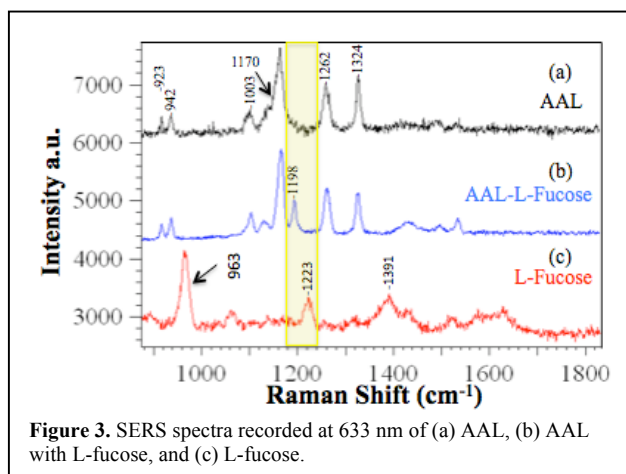 7000
6000
5000
4000
3000
Intensity a.u.
-923
942
1003
1170
1262
1324
(a)
AAL
1198
(b)
AAL-L-Fucose
963
-1223
-1391
(c)
L-Fucose
1000 1200 1400 1600 1800
Raman Shift (cm-1)
Figure 3. SERS spectra recorded at 633 nm of (a) AAL, (b) AAL
with L-fucose, and (c) L-fucose.